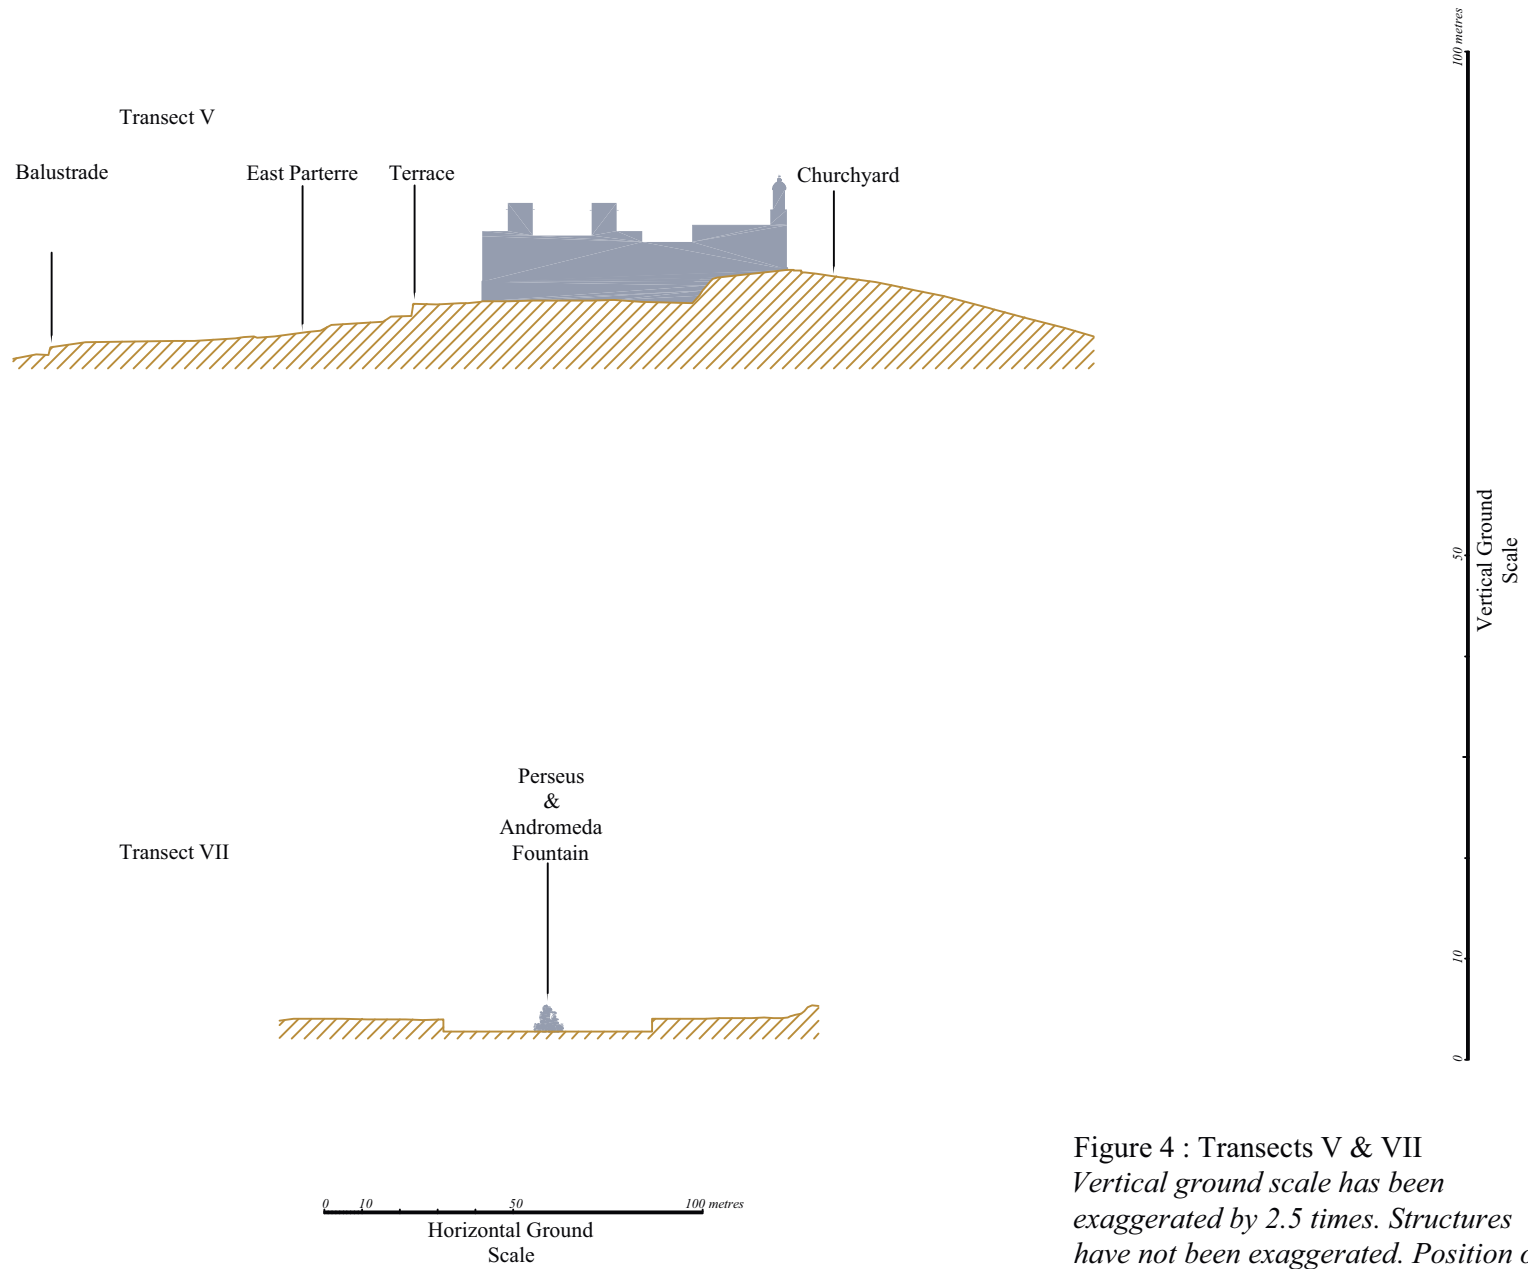 100 metres
Transect V
Balustrade
East Parterre
Terrace
Churchyard
50
Vertical Ground
Scale
Perseus
&
Andromeda
Fountain
Transect VII
10
0
Figure 4 : Transects V & VII
Vertical ground scale has been
exaggerated by 2.5 times. Structures
have not been exaggerated. Position
0 10 50 100 metres
Horizontal Ground
Scale